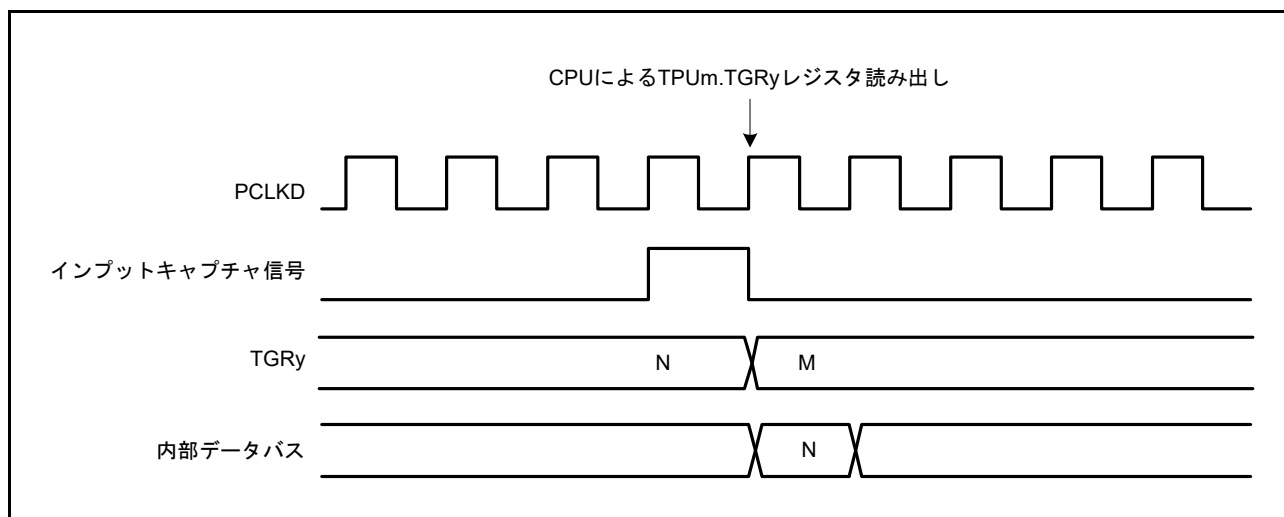 CPUによるTPUm.TGRyレジスタ読み出し
PCLKD
インプットキャプチャ信号
TGRy
N
M
内部データバス
N